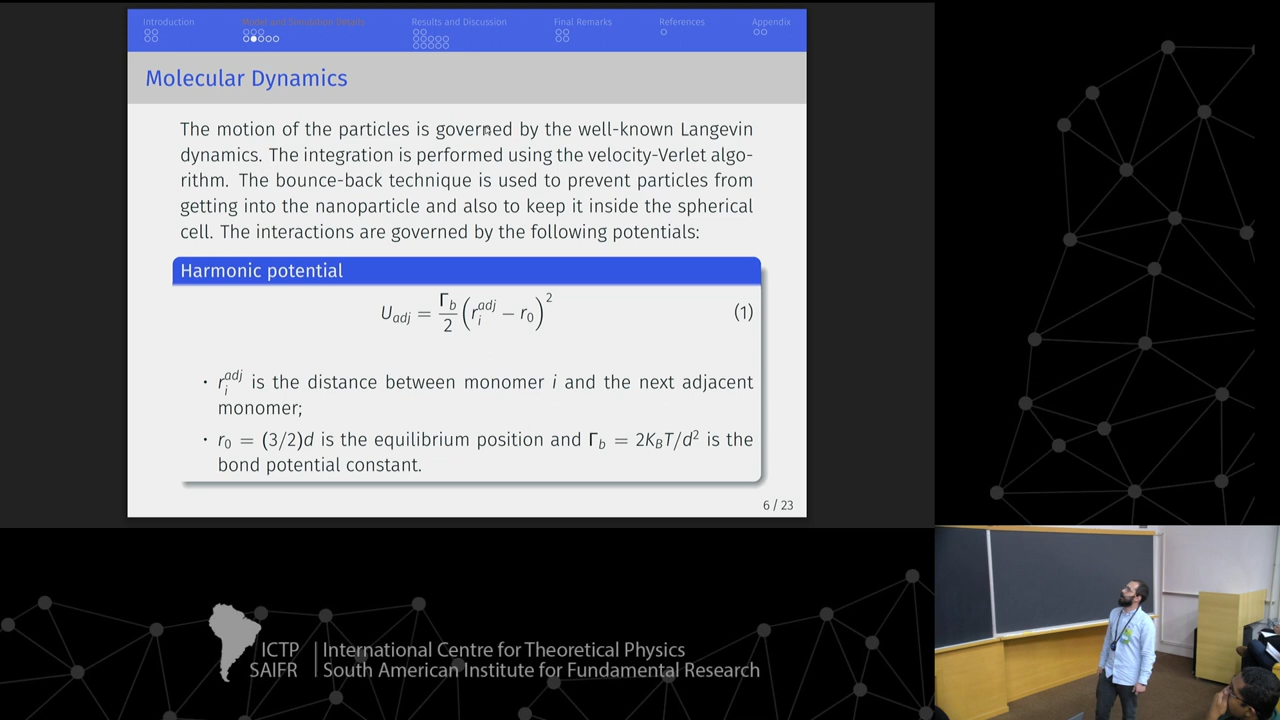 Introduction Model and Simulation Details Results and Discussion Final Remarks References Appendix
Molecular Dynamics
The motion of the particles is governed by the well-known Langevin
dynamics. The integration is performed using the velocity-Verlet algo-
rithm. The bounce-back technique is used to prevent particles from
getting into the nanoparticle and also to keep it inside the spherical
cell. The interactions are governed by the following potentials:
Harmonic potential
U_{adj} = \frac{Γ_b}{2} (r_i^{adj} − r_0)^2 (1)
· r_i^{adj} is the distance between monomer i and the next adjacent
monomer;
· r_0 = (3/2)d is the equilibrium position and Γ_b = 2K_BT/d^2 is the
bond potential constant.
6 / 23
ICTP International Centre for Theoretical Physics
SAIFR South American Institute for Fundamental Research